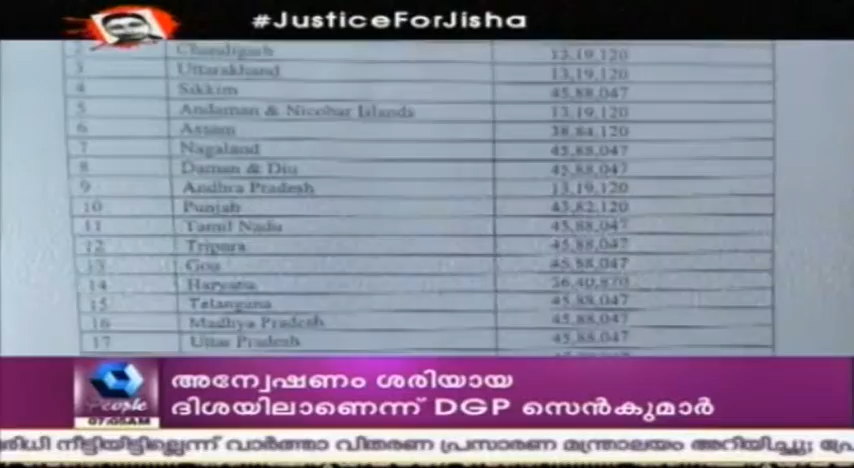 #JusticeForJisha
2 Chandigarh 13,19,120
3 Uttarakhand 13,19,120
4 Sikkim 45,88,047
5 Andaman & Nicobar Islands 13,19,120
6 Assam 38,84,120
7 Nagaland 45,88,047
8 Daman & Diu 45,88,047
9 Andhra Pradesh 13,19,120
10 Punjab 43,82,120
11 Tamil Nadu 45,88,047
12 Tripura 45,88,047
13 Goa 45,88,047
14 Haryana
15 Telangana 45,88,047
16 Madhya Pradesh 45,88,047
17 Uttar Pradesh 45,88,047
അന്വേഷണം ശരിയായ
ദിശയിലാണെന്ന് DGP സെൻകുമാർ
People
07:05AM
നീട്ടിയിട്ടില്ലെന്ന് വാർത്താ വിതരണ പ്രസാരണ മന്ത്രാലയം അറിയിച്ചു;